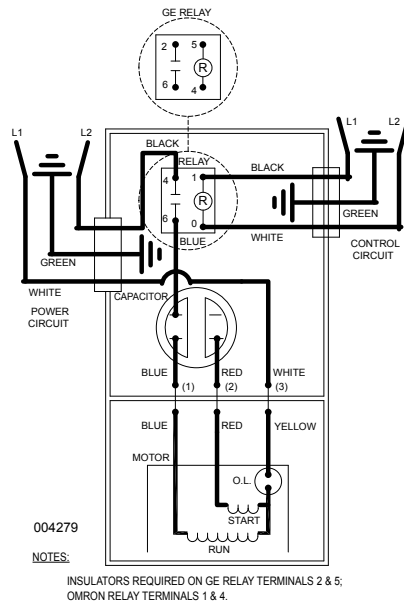 GE RELAY
2 5
R
6 4
L1 L2 L1 L2
BLACK
RELAY
BLACK
4 1
R
GREEN
6 0
BLUE WHITE
CONTROL
CIRCUIT
GREEN
WHITE
CAPACITOR
POWER
CIRCUIT
BLUE RED WHITE
(1) (2) (3)
BLUE RED YELLOW
MOTOR
O.L.
START
RUN
004279
NOTES:
INSULATORS REQUIRED ON GE RELAY TERMINALS 2 & 5;
OMRON RELAY TERMINALS 1 & 4.